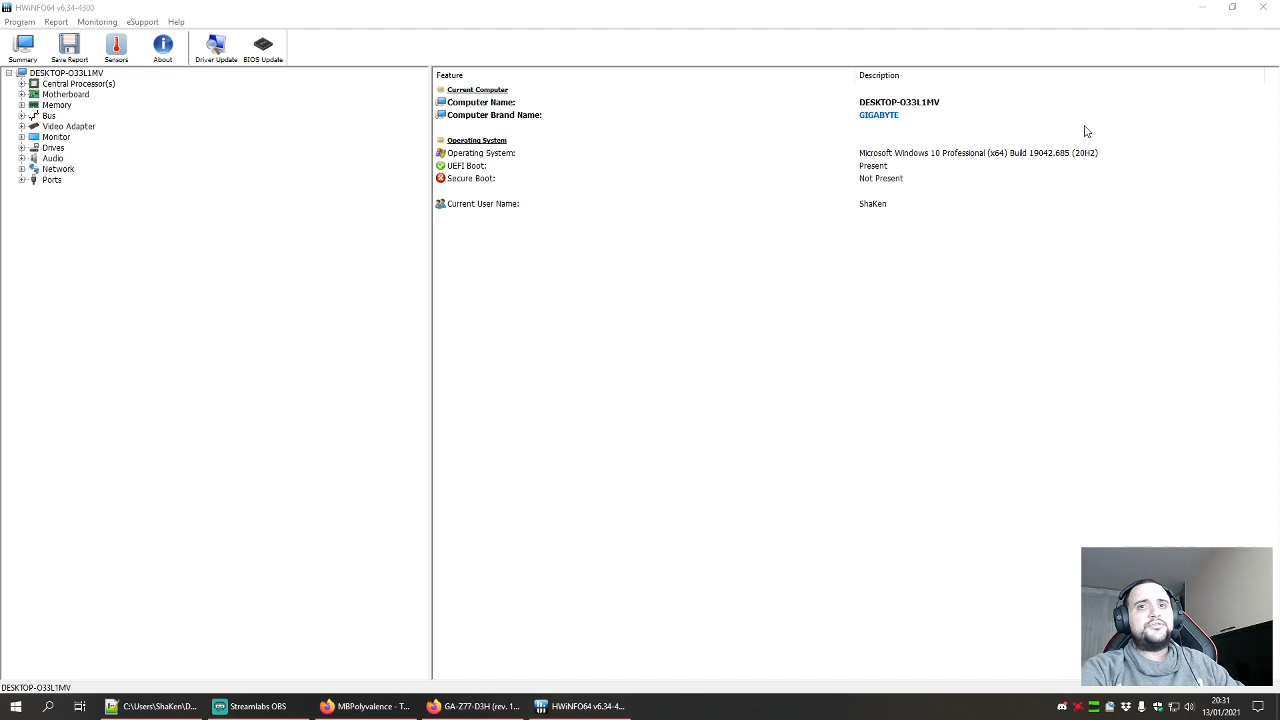 HWiNFO64 v6.34-4300
Program Report Monitoring eSupport Help
Summary Save Report Sensors About Driver Update BIOS Update
DESKTOP-O33L1MV
Central Processor(s)
Motherboard
Memory
Bus
Video Adapter
Monitor
Drives
Audio
Network
Ports
Feature Description
Current Computer
Computer Name: DESKTOP-O33L1MV
Computer Brand Name: GIGABYTE
Operating System
Operating System: Microsoft Windows 10 Professional (x64) Build 19042.685 (20H2)
UEFI Boot: Present
Secure Boot: Not Present
Current User Name: ShaKen
DESKTOP-O33L1MV
C:\Users\ShaKen\D... Streamlabs OBS MBPolyvalence - T... GA-Z77-D3H (rev. 1... HWiNFO64 v6.34-4... 20:31
13/01/2021